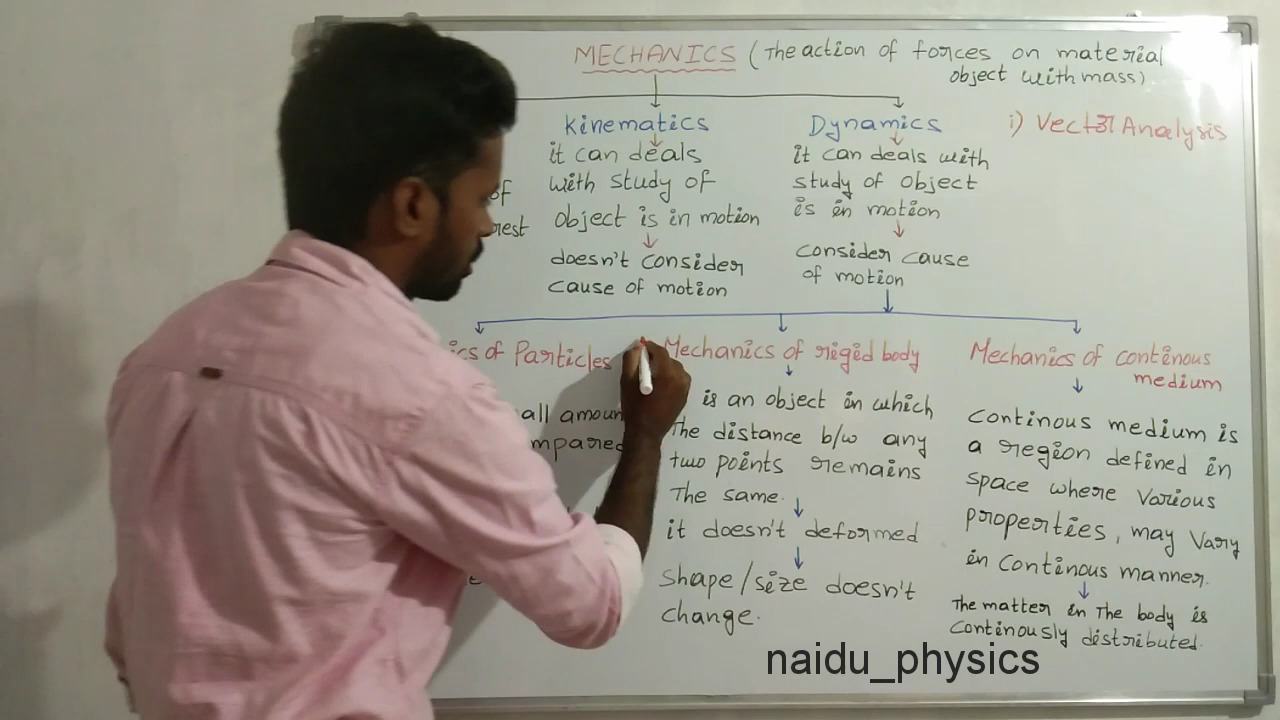 MECHANICS (The action of forces on material
object with mass)
Kinematics
it can deals
with study of
object is in motion
doesn't consider
cause of motion
Dynamics
it can deals with
study of object
is in motion
consider cause
of motion
i) Vector Analysis
of
rest
ics of Particles
all amoun
mpared
Mechanics of riged body
is an object in which
The distance b/w any
two points remains
The same.
it doesn't deformed
Shape/size doesn't
change.
Mechanics of continous
medium
continous medium is
a region defined in
space where various
properties, may vary
in continous manner.
The matter in The body is
continously distributed.
naidu_physics